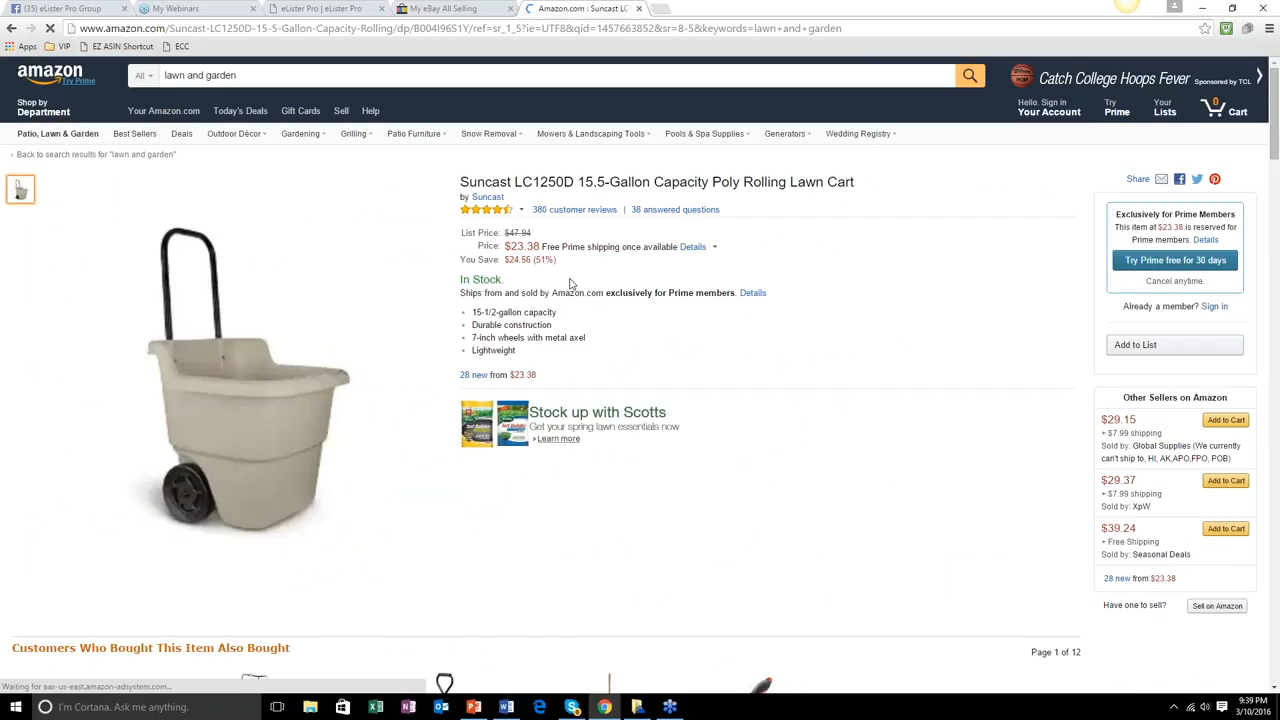 (35) eLister Pro Group
My Webinars
eLister Pro | eLister Pro
My eBay All Selling
Amazon.com : Suncast LC1
www.amazon.com/Suncast-LC1250D-15-5-Gallon-Capacity-Rolling/dp/B004I96S1Y/ref=sr_1_5?ie=UTF8&qid=1457663852&sr=8-5&keywords=lawn+and+garden
Apps VIP EZ ASIN Shortcut ECC
amazon
Try Prime
All
lawn and garden
Catch College Hoops Fever Sponsored by TCL
Shop by
Department
Your Amazon.com Today's Deals Gift Cards Sell Help
Hello. Sign in
Your Account
Try
Prime
Your
Lists
0
Cart
Patio, Lawn & Garden Best Sellers Deals Outdoor Décor Gardening Grilling Patio Furniture Snow Removal Mowers & Landscaping Tools Pools & Spa Supplies Generators Wedding Registry
‹ Back to search results for "lawn and garden"
Suncast LC1250D 15.5-Gallon Capacity Poly Rolling Lawn Cart
by Suncast
380 customer reviews | 38 answered questions
List Price: $47.94
Price: $23.38 Free Prime shipping once available Details
You Save: $24.56 (51%)
In Stock.
Ships from and sold by Amazon.com exclusively for Prime members. Details
• 15-1/2-gallon capacity
• Durable construction
• 7-inch wheels with metal axel
• Lightweight
28 new from $23.38
Stock up with Scotts
Get your spring lawn essentials now
› Learn more
Share
Exclusively for Prime Members
This item at $23.38 is reserved for
Prime members. Details
Try Prime free for 30 days
Cancel anytime.
Already a member? Sign in
Add to List
Other Sellers on Amazon
$29.15 Add to Cart
+ $7.99 shipping
Sold by: Global Supplies (We currently
can't ship to, HI, AK,APO,FPO, POB)
$29.37 Add to Cart
+ $7.99 shipping
Sold by: XpW
$39.24 Add to Cart
+ Free Shipping
Sold by: Seasonal Deals
28 new from $23.38
Have one to sell? Sell on Amazon
Customers Who Bought This Item Also Bought
Page 1 of 12
Waiting for aax-us-east.amazon-adsystem.com...
I'm Cortana. Ask me anything.
9:39 PM
3/10/2016